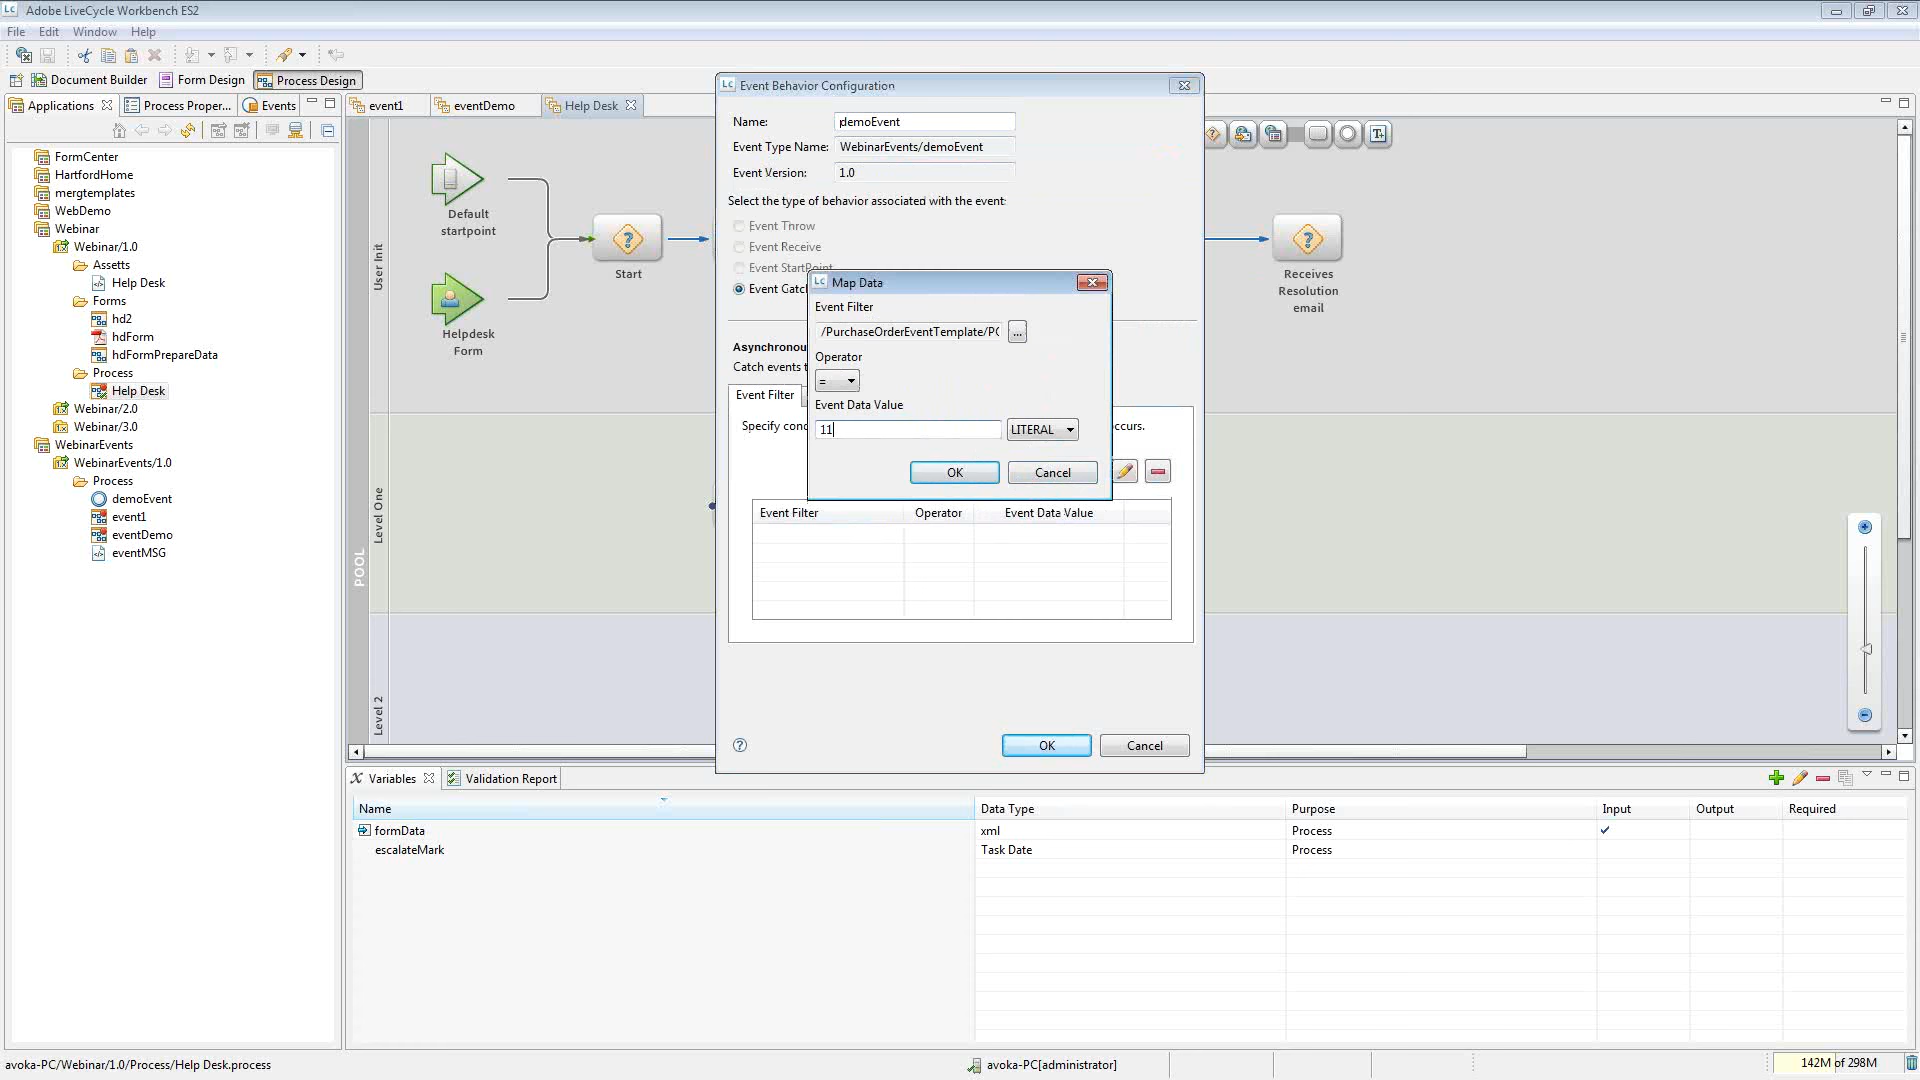 Adobe LiveCycle Workbench ES2
File Edit Window Help
Document Builder Form Design Process Design
Applications Process Proper... Events
event1 eventDemo Help Desk
FormCenter
HartfordHome
mergtemplates
WebDemo
Webinar
Webinar/1.0
Assetts
Help Desk
Forms
hd2
hdForm
hdFormPrepareData
Process
Help Desk
Webinar/2.0
Webinar/3.0
WebinarEvents
WebinarEvents/1.0
Process
demoEvent
event1
eventDemo
eventMSG
POOL
User Init
Level One
Level 2
Default
startpoint
Helpdesk
Form
Start
Receives
Resolution
email
Event Behavior Configuration
Name: demoEvent
Event Type Name: WebinarEvents/demoEvent
Event Version: 1.0
Select the type of behavior associated with the event:
Event Throw
Event Receive
Event StartPoint
Event Catc
Asynchronou
Catch events t
Event Filter
Specify conc
occurs.
Event Filter Operator Event Data Value
OK Cancel
Map Data
Event Filter
/PurchaseOrderEventTemplate/PO ...
Operator
=
Event Data Value
11 LITERAL
OK Cancel
Variables Validation Report
Name Data Type Purpose Input Output Required
formData xml Process
escalateMark Task Date Process
avoka-PC/Webinar/1.0/Process/Help Desk.process
avoka-PC[administrator]
142M of 298M